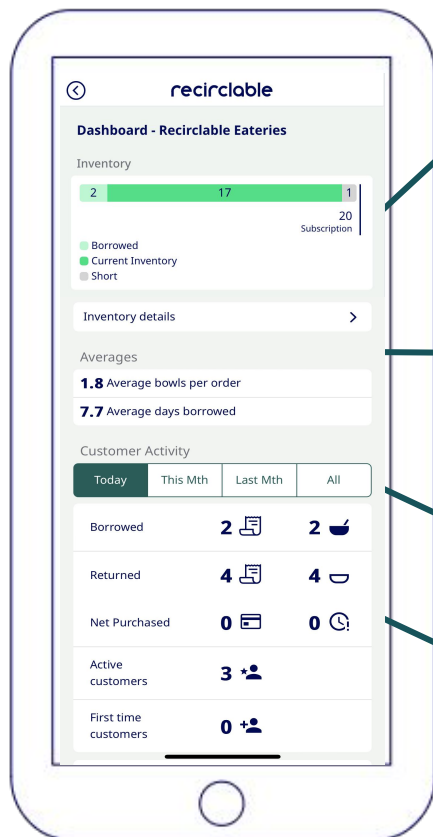 recirclable
Dashboard - Recirclable Eateries
Inventory
2 17 1
20
Subscription
Borrowed
Current Inventory
Short
Inventory details
Averages
1.8 Average bowls per order
7.7 Average days borrowed
Customer Activity
Today This Mth Last Mth All
Borrowed 2 2
Returned 4 4
Net Purchased 0 0
Active
customers
3
First time
customers
0